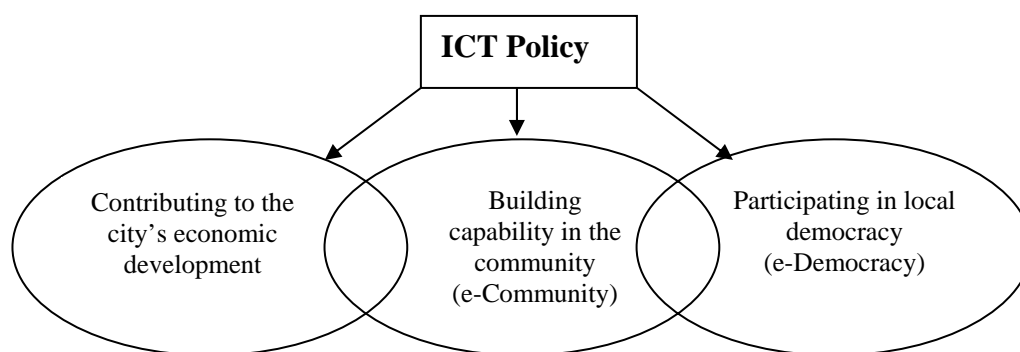 ICT Policy
Contributing to the
city’s economic
development
Building
capability in the
community
(e-Community)
Participating in local
democracy
(e-Democracy)